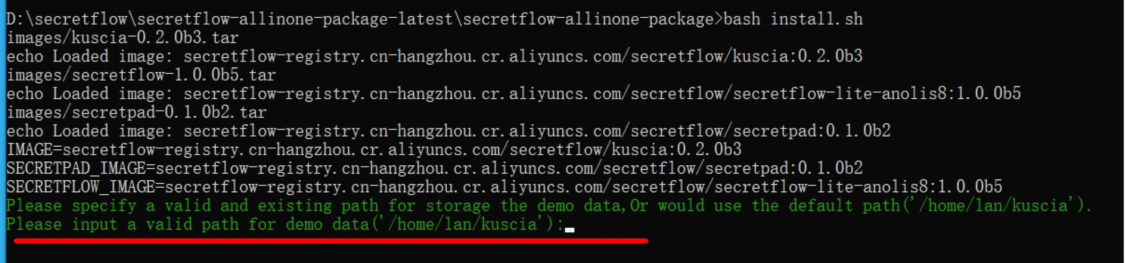 D:\secretflow\secretflow-allinone-package-latest\secretflow-allinone-package>bash install.sh
images/kuscia-0.2.0b3.tar
echo Loaded image: secretflow-registry.cn-hangzhou.cr.aliyuncs.com/secretflow/kuscia:0.2.0b3
images/secretflow-1.0.0b5.tar
echo Loaded image: secretflow-registry.cn-hangzhou.cr.aliyuncs.com/secretflow/secretflow-lite-anolis8:1.0.0b5
images/secretpad-0.1.0b2.tar
echo Loaded image: secretflow-registry.cn-hangzhou.cr.aliyuncs.com/secretflow/secretpad:0.1.0b2
IMAGE=secretflow-registry.cn-hangzhou.cr.aliyuncs.com/secretflow/kuscia:0.2.0b3
SECRETPAD_IMAGE=secretflow-registry.cn-hangzhou.cr.aliyuncs.com/secretflow/secretpad:0.1.0b2
SECRETFLOW_IMAGE=secretflow-registry.cn-hangzhou.cr.aliyuncs.com/secretflow/secretflow-lite-anolis8:1.0.0b5
Please specify a valid and existing path for storage the demo data,Or would use the default path('/home/lan/kuscia').
Please input a valid path for demo data('/home/lan/kuscia'):